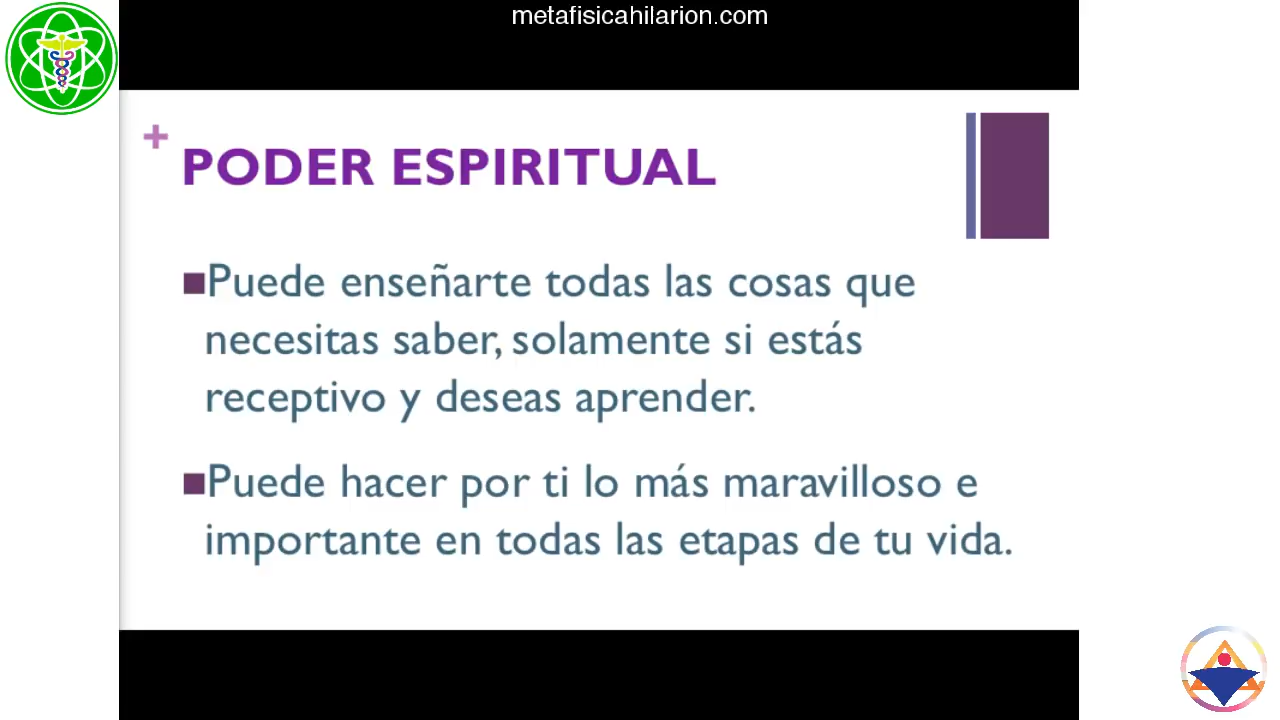 metafisicahilarion.com
+
PODER ESPIRITUAL
■Puede enseñarte todas las cosas que
necesitas saber, solamente si estás
receptivo y deseas aprender.
■Puede hacer por ti lo más maravilloso e
importante en todas las etapas de tu vida.